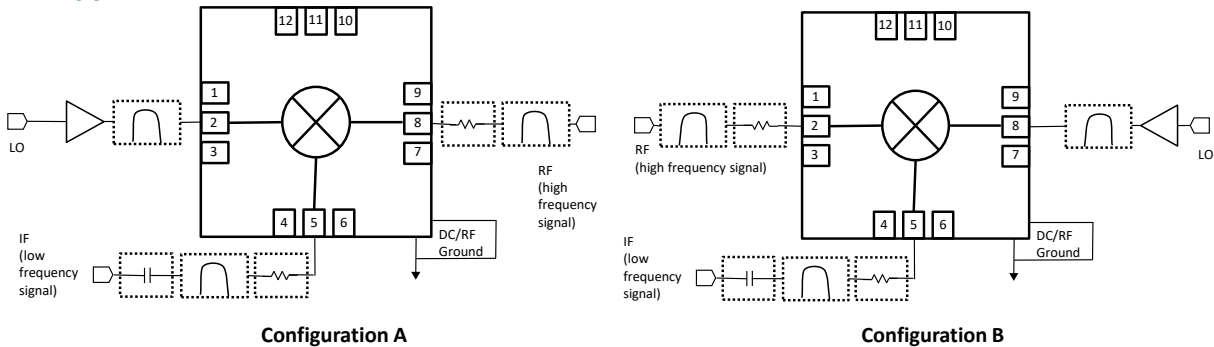 12 11 10
1 9
2 8
3 7
4 5 6
LO
RF
(high
frequency
signal)
IF
(low
frequency
signal)
DC/RF
Ground
Configuration A
12 11 10
1 9
2 8
3 7
4 5 6
RF
(high frequency signal)
LO
IF
(low
frequency
signal)
DC/RF
Ground
Configuration B